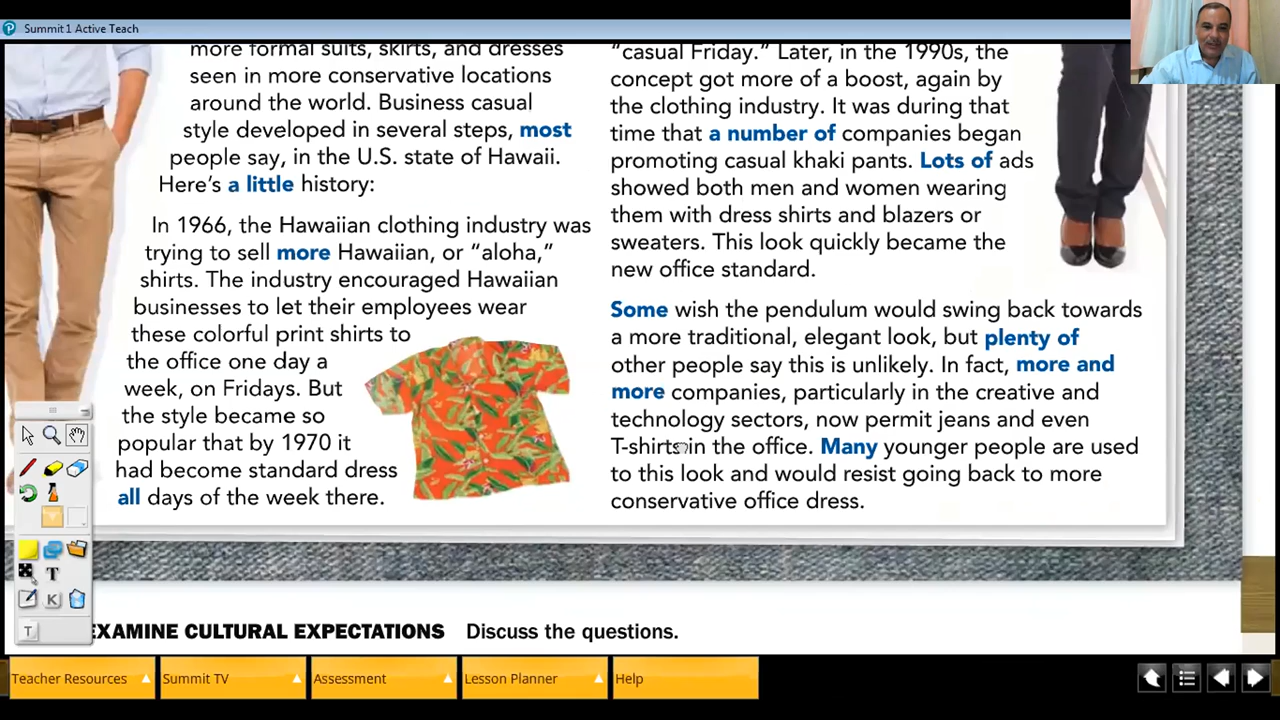 Summit 1 Active Teach
more formal suits, skirts, and dresses
seen in more conservative locations
around the world. Business casual
style developed in several steps, most
people say, in the U.S. state of Hawaii.
Here's a little history:
In 1966, the Hawaiian clothing industry was
trying to sell more Hawaiian, or “aloha,”
shirts. The industry encouraged Hawaiian
businesses to let their employees wear
these colorful print shirts to
the office one day a
week, on Fridays. But
the style became so
popular that by 1970 it
had become standard dress
all days of the week there.
“casual Friday.” Later, in the 1990s, the
concept got more of a boost, again by
the clothing industry. It was during that
time that a number of companies began
promoting casual khaki pants. Lots of ads
showed both men and women wearing
them with dress shirts and blazers or
sweaters. This look quickly became the
new office standard.
Some wish the pendulum would swing back towards
a more traditional, elegant look, but plenty of
other people say this is unlikely. In fact, more and
more companies, particularly in the creative and
technology sectors, now permit jeans and even
T-shirts in the office. Many younger people are used
to this look and would resist going back to more
conservative office dress.
T
K
T
EXAMINE CULTURAL EXPECTATIONS Discuss the questions.
Teacher Resources
Summit TV
Assessment
Lesson Planner
Help